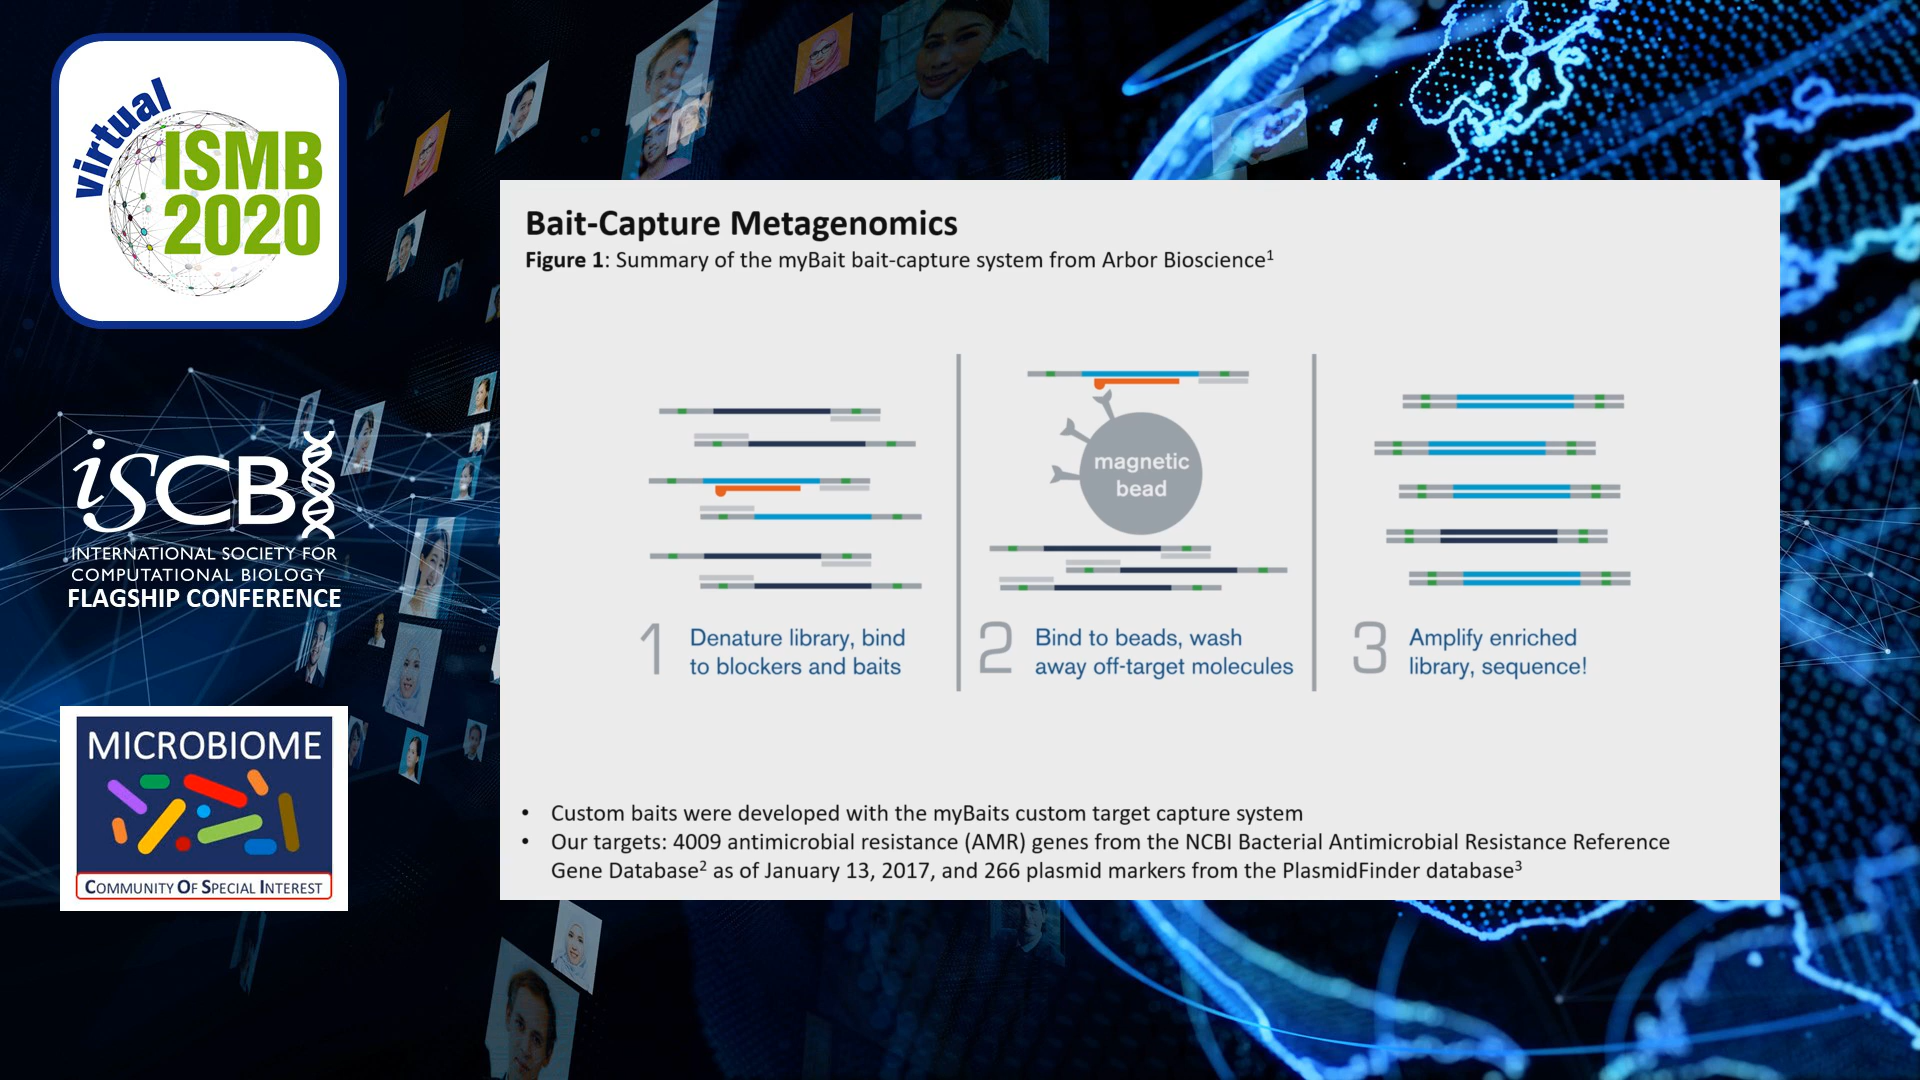 virtual
ISMB
2020
iSCB
INTERNATIONAL SOCIETY FOR
COMPUTATIONAL BIOLOGY
FLAGSHIP CONFERENCE
MICROBIOME
COMMUNITY OF SPECIAL INTEREST
Bait-Capture Metagenomics
Figure 1: Summary of the myBait bait-capture system from Arbor Bioscience¹
magnetic
bead
1 Denature library, bind
to blockers and baits
2 Bind to beads, wash
away off-target molecules
3 Amplify enriched
library, sequence!
• Custom baits were developed with the myBaits custom target capture system
• Our targets: 4009 antimicrobial resistance (AMR) genes from the NCBI Bacterial Antimicrobial Resistance Reference
Gene Database² as of January 13, 2017, and 266 plasmid markers from the PlasmidFinder database³